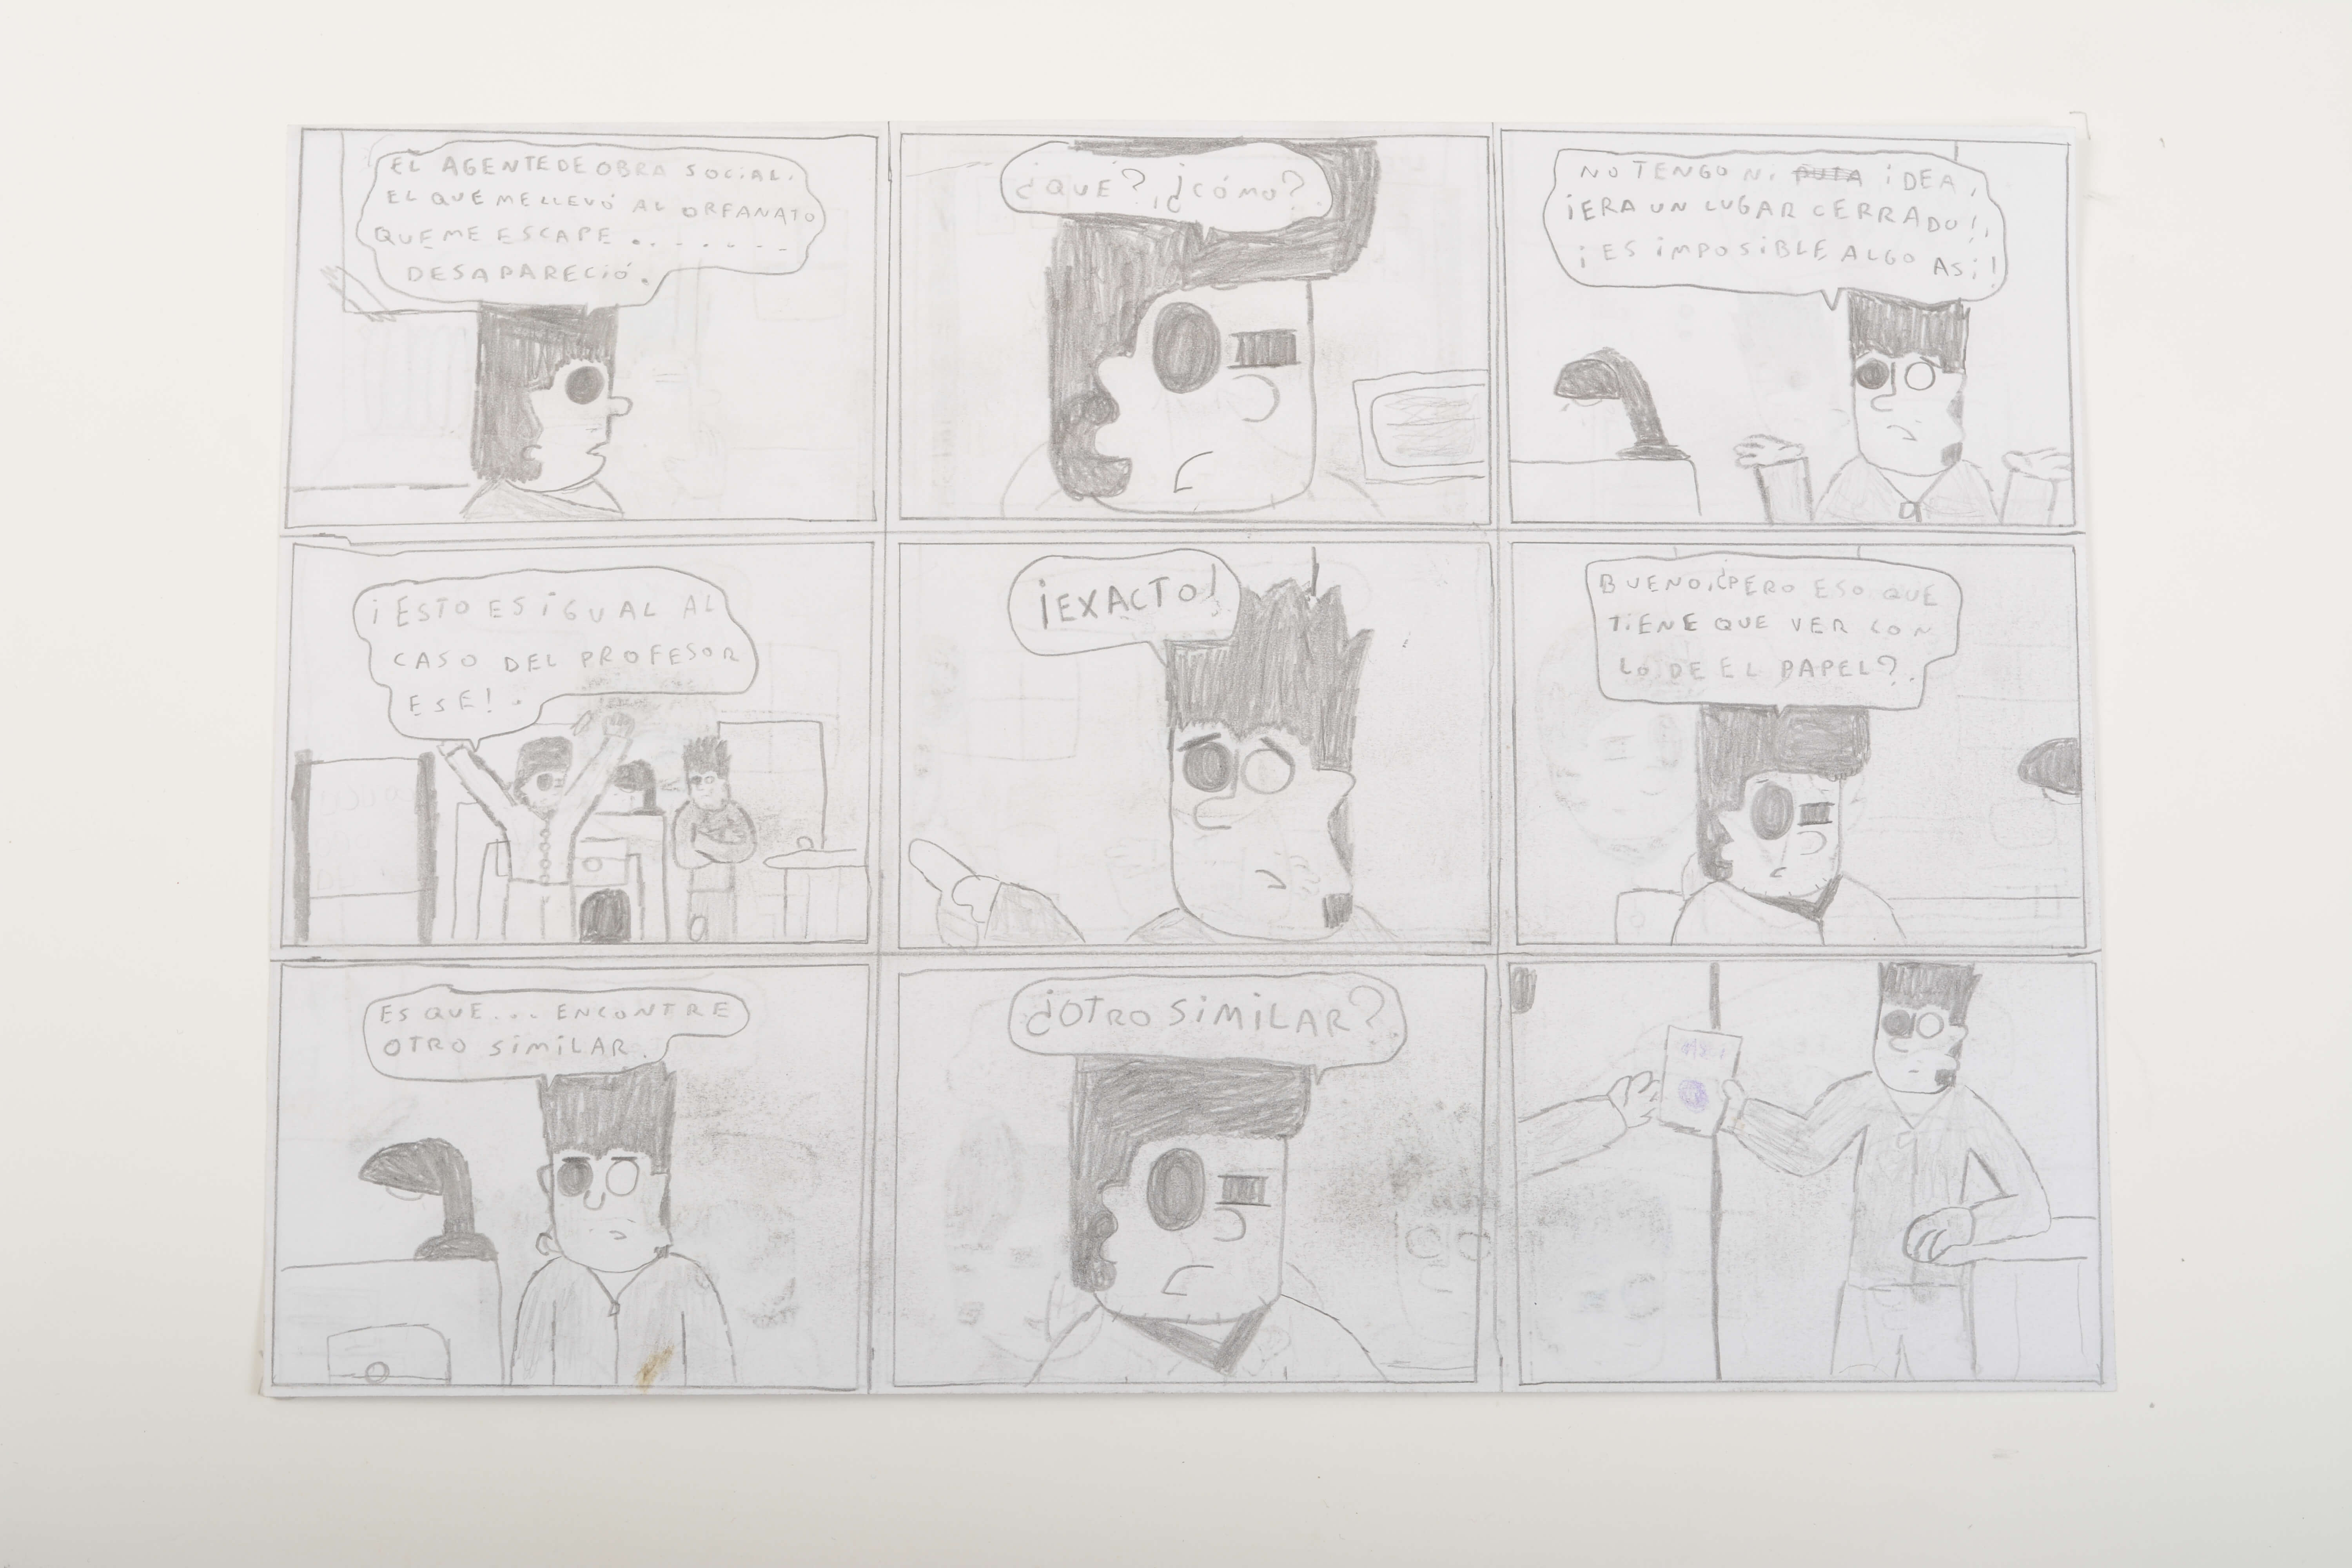 EL AGENTE DE OBRA SOCIAL.
EL QUE ME LLEVÓ AL ORFANATO
QUE ME ESCAPE . . . . . . .
DESAPARECIÓ.
¿QUE?, ¿CÓMO?
NO TENGO NI PUTA IDEA,
¡ERA UN LUGAR CERRADO!,
¡ES IMPOSIBLE ALGO ASI!
¡ESTO ES IGUAL AL
CASO DEL PROFESOR
ESE!.
¡EXACTO!
BUENO, ¿PERO ESO QUE
TIENE QUE VER CON
LO DE EL PAPEL?.
ES QUE... ENCONTRE
OTRO SIMILAR.
¿OTRO SIMILAR?.